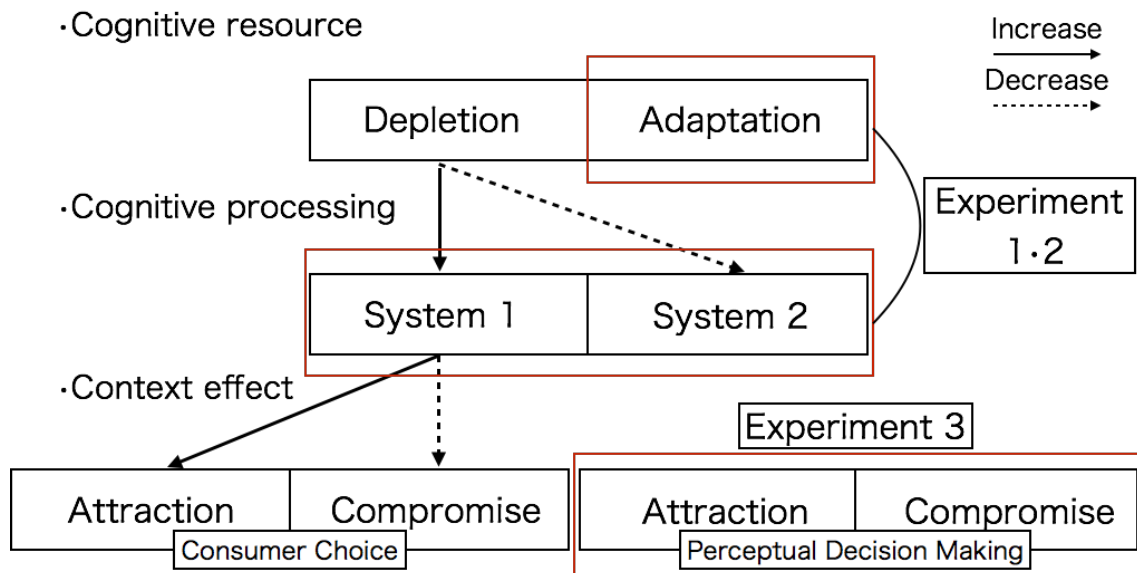 ·Cognitive resource
Increase
Decrease
Depletion
Adaptation
·Cognitive processing
Experiment
1·2
System 1
System 2
·Context effect
Experiment 3
Attraction
Compromise
Consumer Choice
Attraction
Compromise
Perceptual Decision Making